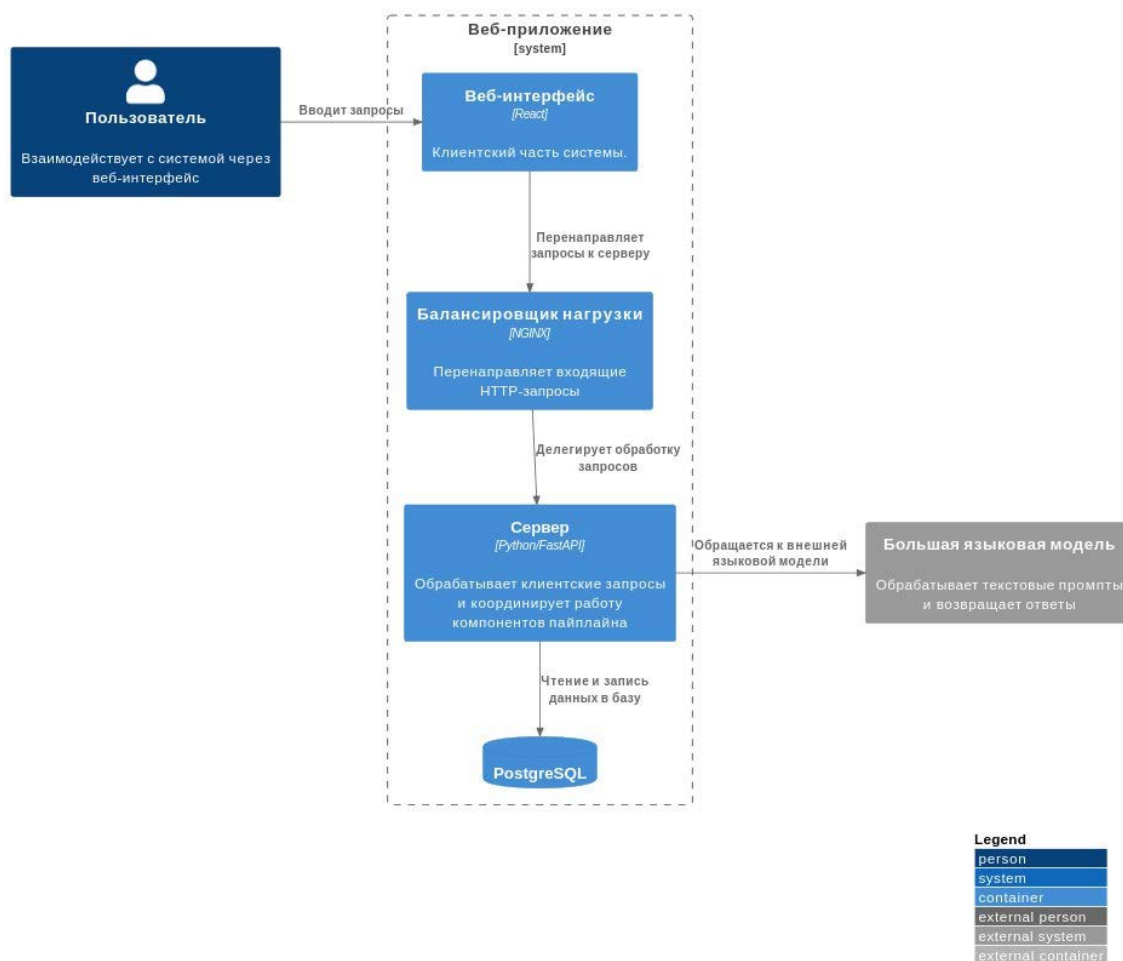 Веб-приложение
[system]
Пользователь
Взаимодействует с системой через
веб-интерфейс
Вводит запросы
Веб-интерфейс
[React]
Клиентский часть системы.
Перенаправляет
запросы к серверу
Балансировщик нагрузки
[NGINX]
Перенаправляет входящие
HTTP-запросы
Делегирует обработку
запросов
Сервер
[Python/FastAPI]
Обрабатывает клиентские запросы
и координирует работу
компонентов пайплайна
Обращается к внешней
языковой модели
Большая языковая модель
Обрабатывает текстовые промпты
и возвращает ответы
Чтение и запись
данных в базу
PostgreSQL
Legend
person
system
container
external person
external system
external container